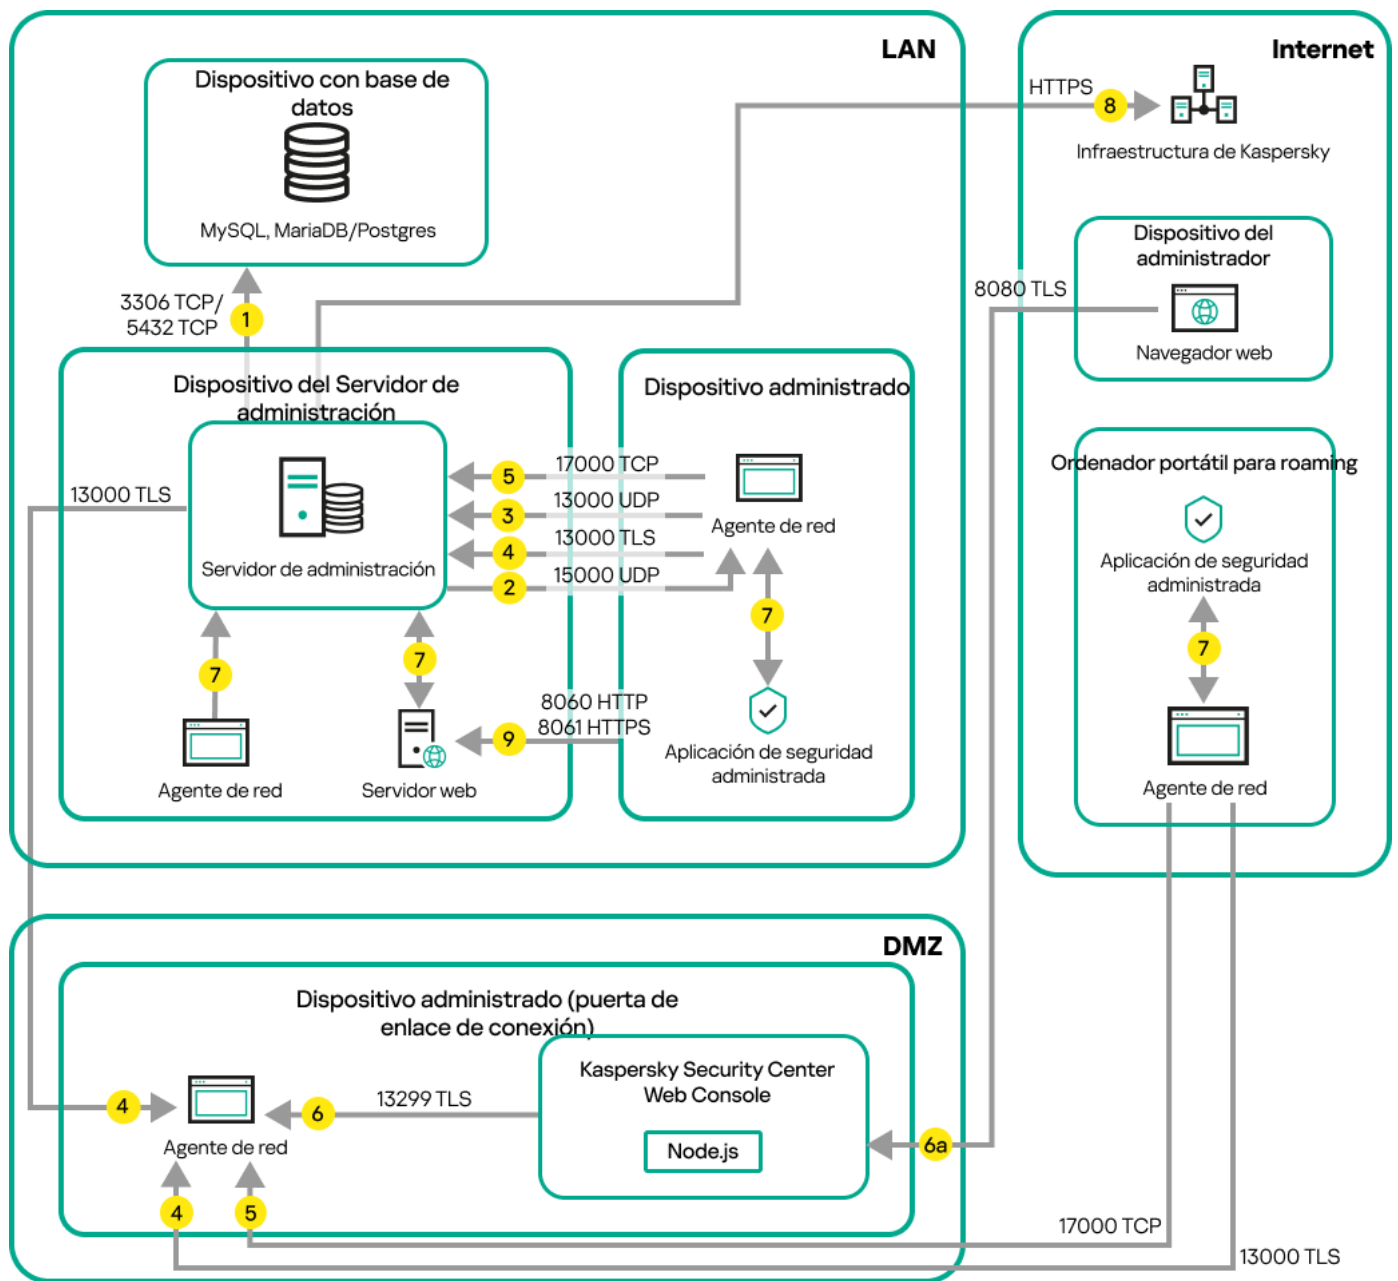 LAN
Dispositivo con base de
datos
MySQL, MariaDB/Postgres
3306 TCP/
5432 TCP
1
Dispositivo del Servidor de
administración
Servidor de administración
13000 TLS
7
7
Agente de red
Servidor web
5
17000 TCP
3
13000 UDP
4
13000 TLS
2
15000 UDP
8060 HTTP
8061 HTTPS
9
Dispositivo administrado
Agente de red
7
Aplicación de seguridad
administrada
Internet
HTTPS
8
Infraestructura de Kaspersky
Dispositivo del
administrador
8080 TLS
Navegador web
Ordenador portátil para roaming
Aplicación de seguridad
administrada
7
Agente de red
DMZ
Dispositivo administrado (puerta de
enlace de conexión)
4
Agente de red
6
13299 TLS
Kaspersky Security Center
Web Console
Node.js
6a
4
5
17000 TCP
13000 TLS